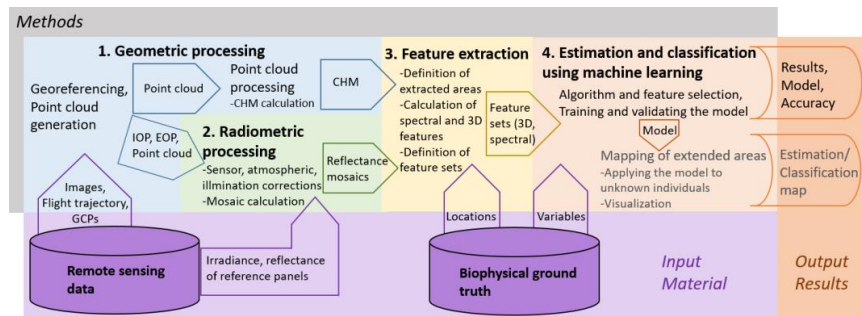 Methods
1. Geometric processing
Georeferencing,
Point cloud
generation
Point cloud
Point cloud
processing
-CHM calculation
CHM
IOP, EOP,
Point cloud
2. Radiometric
processing
-Sensor, atmospheric,
illmination corrections
-Mosaic calculation
Reflectance
mosaics
3. Feature extraction
-Definition of
extracted areas
-Calculation of
spectral and 3D
features
-Definition of
feature sets
Feature
sets (3D,
spectral)
4. Estimation and classification
using machine learning
Algorithm and feature selection,
Training and validating the model
Model
Mapping of extended areas
-Applying the model to
unknown individuals
-Visualization
Results,
Model,
Accuracy
Estimation/
Classification
map
Images,
Flight trajectory,
GCPs
Remote sensing
data
Irradiance, reflectance
of reference panels
Locations
Variables
Biophysical ground
truth
Input
Material
Output
Results